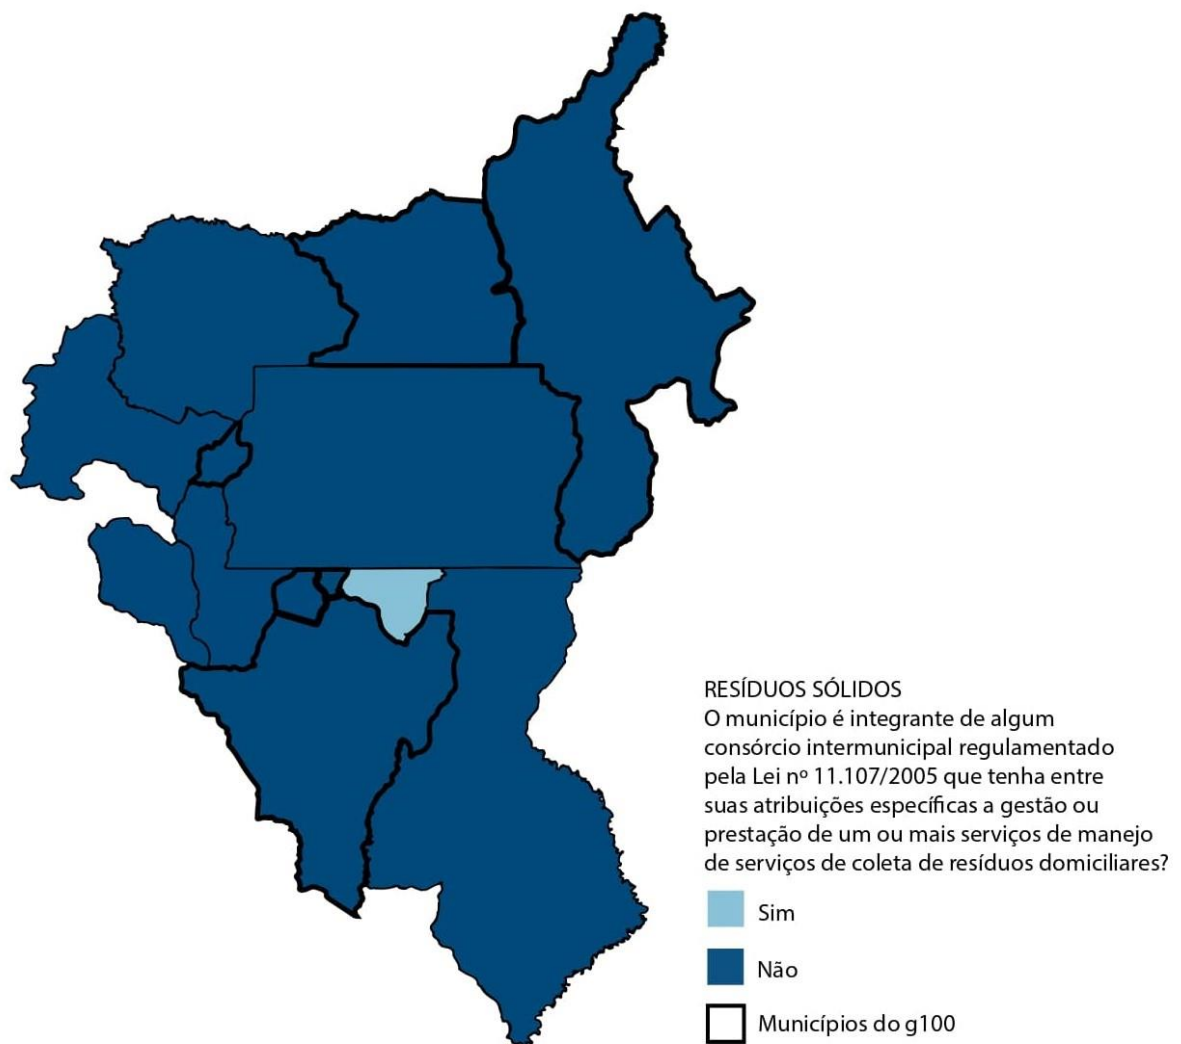 RESÍDUOS SÓLIDOS
O município é integrante de algum
consórcio intermunicipal regulamentado
pela Lei nº 11.107/2005 que tenha entre
suas atribuições específicas a gestão ou
prestação de um ou mais serviços de manejo
de serviços de coleta de resíduos domiciliares?
Sim
Não
Municípios do g100